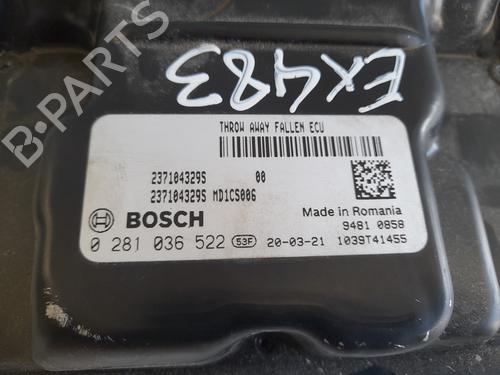 EX483
THROW AWAY FALLEN ECU
237104329S 00
237104329S MD1CS006
BOSCH
Made in Romania
9481 0858
0 281 036 522 53F 20-03-21 1039T41455
B-PARTS